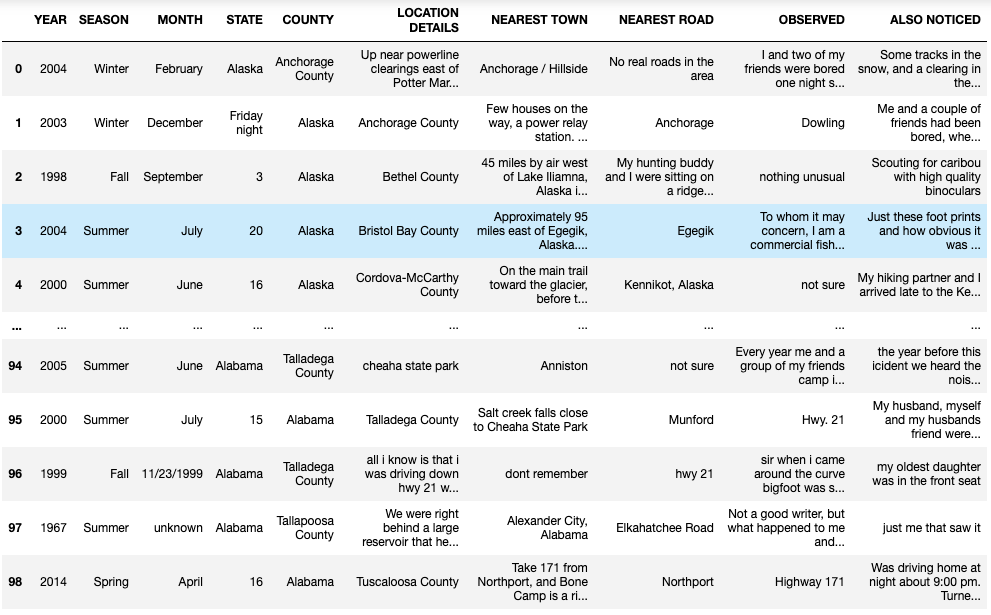 YEAR SEASON MONTH STATE COUNTY LOCATION DETAILS NEAREST TOWN NEAREST ROAD OBSERVED ALSO NOTICED
0 2004 Winter February Alaska Anchorage County Up near powerline clearings east of Potter Mar... Anchorage / Hillside No real roads in the area I and two of my friends were bored one night s... Some tracks in the snow, and a clearing in the...
1 2003 Winter December Friday night Alaska Anchorage County Few houses on the way, a power relay station. ... Anchorage Dowling Me and a couple of friends had been bored, whe...
2 1998 Fall September 3 Alaska Bethel County 45 miles by air west of Lake Iliamna, Alaska i... My hunting buddy and I were sitting on a ridge... nothing unusual Scouting for caribou with high quality binoculars
3 2004 Summer July 20 Alaska Bristol Bay County Approximately 95 miles east of Egegik, Alaska.... Egegik To whom it may concern, I am a commercial fish... Just these foot prints and how obvious it was ...
4 2000 Summer June 16 Alaska Cordova-McCarthy County On the main trail toward the glacier, before t... Kennikot, Alaska not sure My hiking partner and I arrived late to the Ke...
... ... ... ... ... ... ... ... ... ... ...
94 2005 Summer June Alabama Talladega County cheaha state park Anniston not sure Every year me and a group of my friends camp i... the year before this icident we heard the nois...
95 2000 Summer July 15 Alabama Talladega County Salt creek falls close to Cheaha State Park Munford Hwy. 21 My husband, myself and my husbands friend were...
96 1999 Fall 11/23/1999 Alabama Talladega County all i know is that i was driving down hwy 21 w... dont remember hwy 21 sir when i came around the curve bigfoot was s... my oldest daughter was in the front seat
97 1967 Summer unknown Alabama Tallapoosa County We were right behind a large reservoir that he... Alexander City, Alabama Elkahatchee Road Not a good writer, but what happened to me and... just me that saw it
98 2014 Spring April 16 Alabama Tuscaloosa County Take 171 from Northport, and Bone Camp is a ri... Northport Highway 171 Was driving home at night about 9:00 pm. Turne...